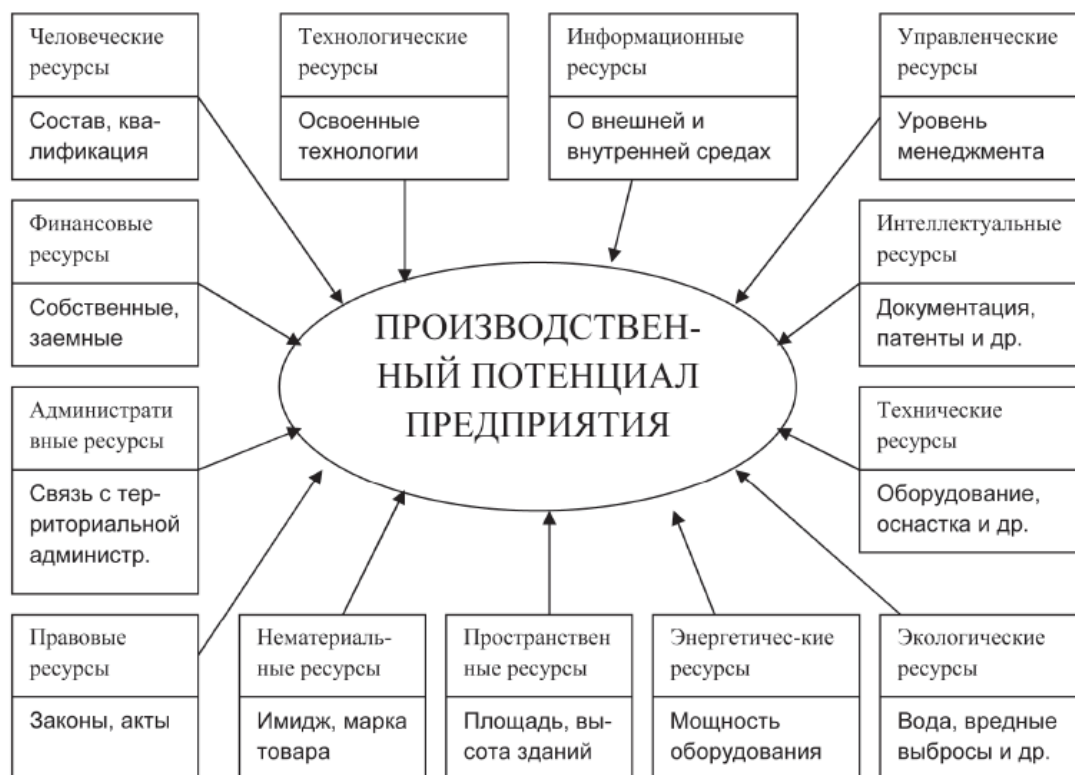 Человеческие
ресурсы
Состав, ква-
лификация
Технологические
ресурсы
Освоенные
технологии
Информационные
ресурсы
О внешней и
внутренней средах
Управленческие
ресурсы
Уровень
менеджмента
Финансовые
ресурсы
Собственные,
заемные
Интеллектуальные
ресурсы
Документация,
патенты и др.
ПРОИЗВОДСТВЕН-
НЫЙ ПОТЕНЦИАЛ
ПРЕДПРИЯТИЯ
Администрати
вные ресурсы
Связь с тер-
риториальной
администр.
Технические
ресурсы
Оборудование,
оснастка и др.
Правовые
ресурсы
Законы, акты
Нематериаль-
ные ресурсы
Имидж, марка
товара
Пространствен
ные ресурсы
Площадь, вы-
сота зданий
Энергетичес-кие
ресурсы
Мощность
оборудования
Экологические
ресурсы
Вода, вредные
выбросы и др.